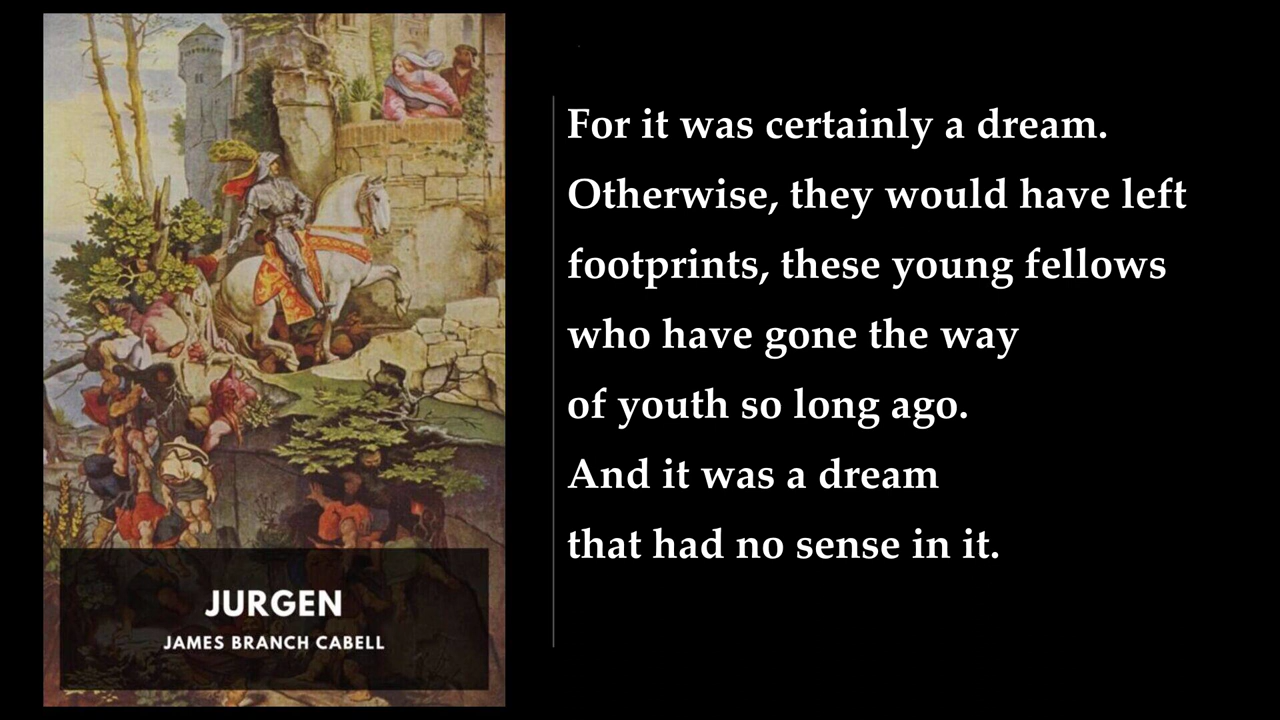 For it was certainly a dream.
Otherwise, they would have left
footprints, these young fellows
who have gone the way
of youth so long ago.
And it was a dream
that had no sense in it.
JURGEN
JAMES BRANCH CABELL